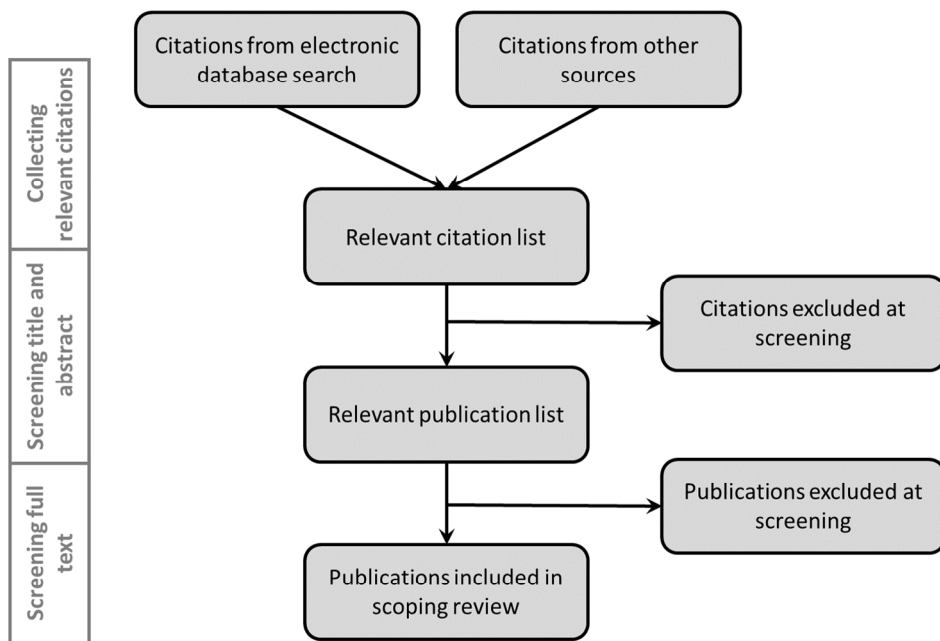 Citations from electronic
database search
Citations from other
sources
Collecting
relevant citations
Relevant citation list
Screening title and
abstract
Citations excluded at
screening
Relevant publication list
Screening full
text
Publications excluded at
screening
Publications included in
scoping review